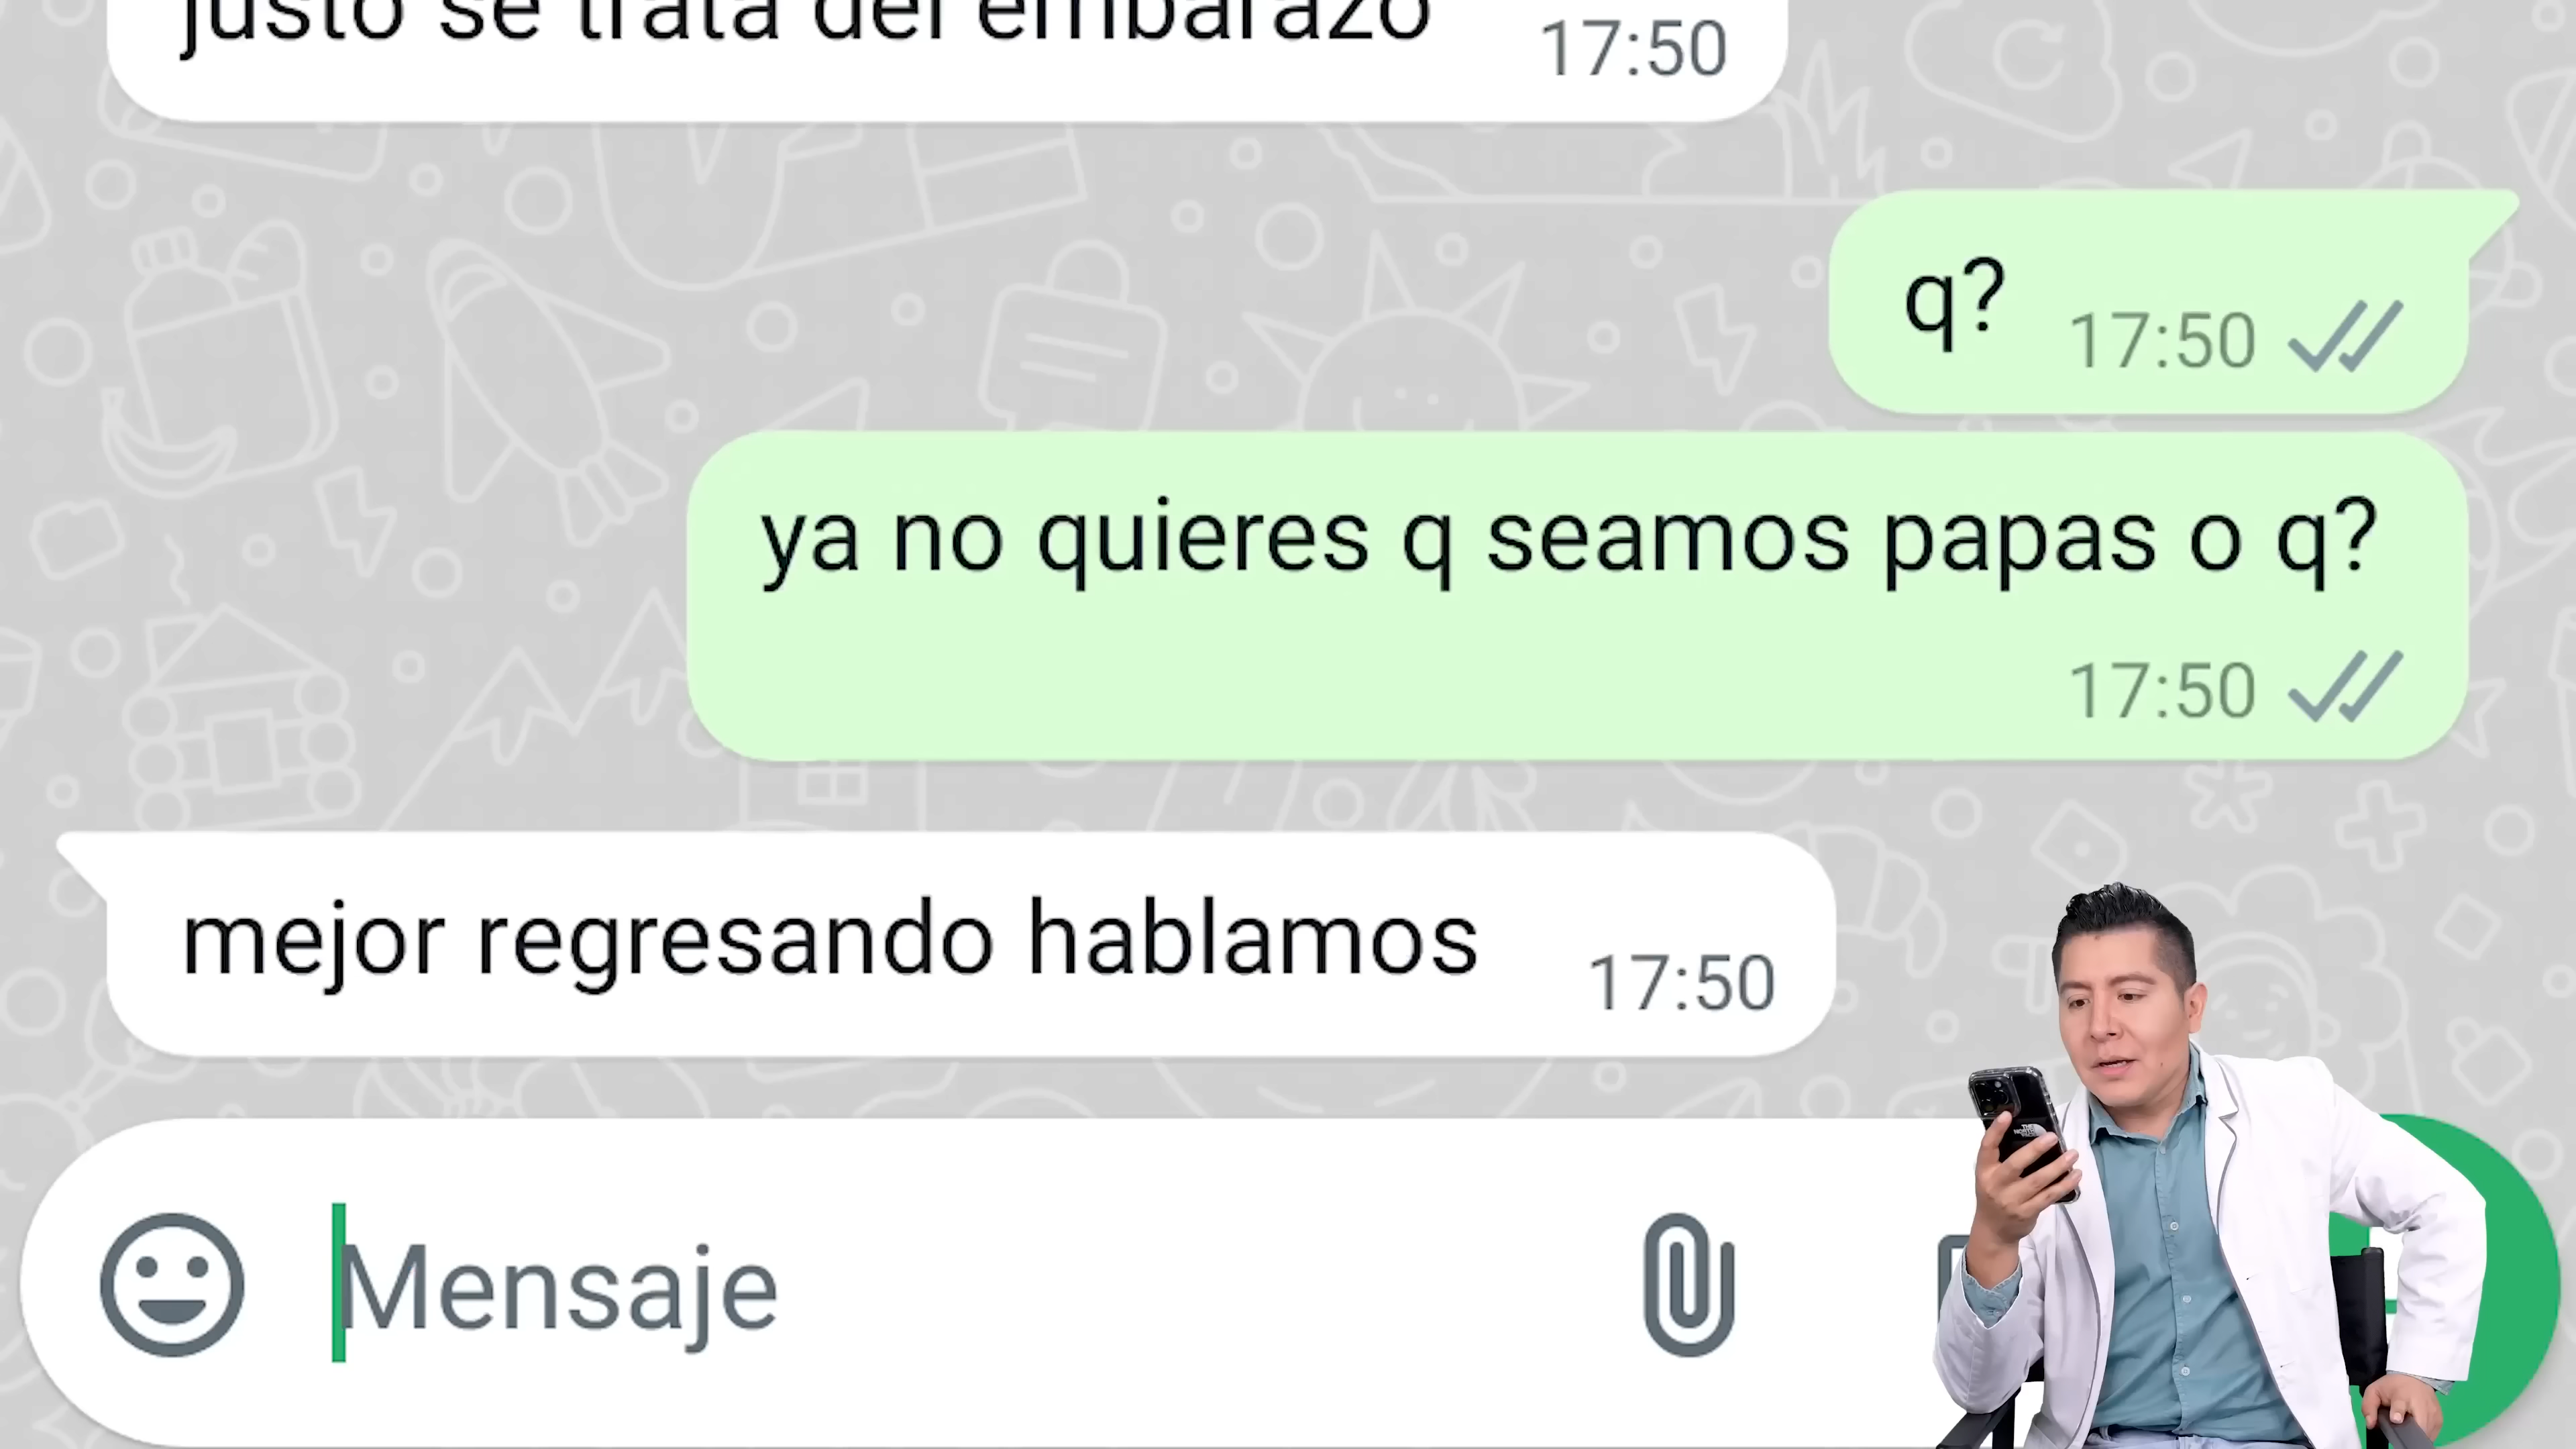 justo se trata del embarazo 17:50
q? 17:50
ya no quieres q seamos papas o q?
17:50
mejor regresando hablamos 17:50
Mensaje